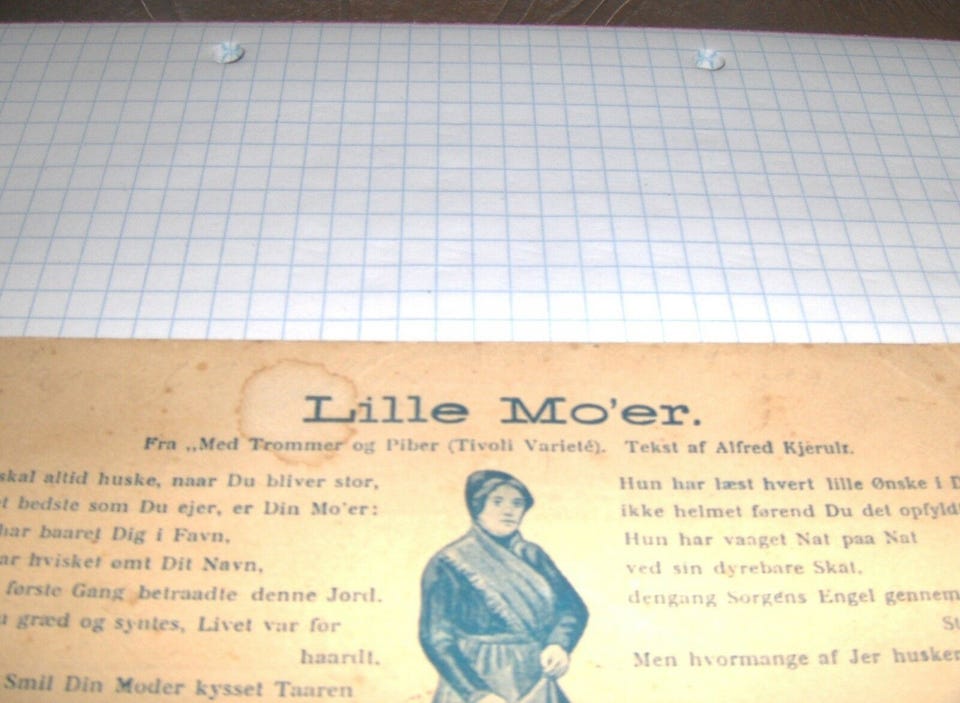 Lille Mo'er.
Fra „Med Trommer og Piber (Tivoli Varieté). Tekst af Alfred Kjerulf.
skal altid huske, naar Du bliver stor,
bedste som Du ejer, er Din Mo'er:
har baaret Dig i Favn,
hvisket ømt Dit Navn,
første Gang betraadte denne Jord.
græd og syntes, Livet var for
haardt.
Smil Din Moder kysset Taaren
Hun har læst hvert lille Ønske i
ikke helmet førend Du det opfyldt
Hun har vaaget Nat paa Nat
ved sin dyrebare Skat,
dengang Sorgens Engel gennem
St
Men hvormange af Jer husker